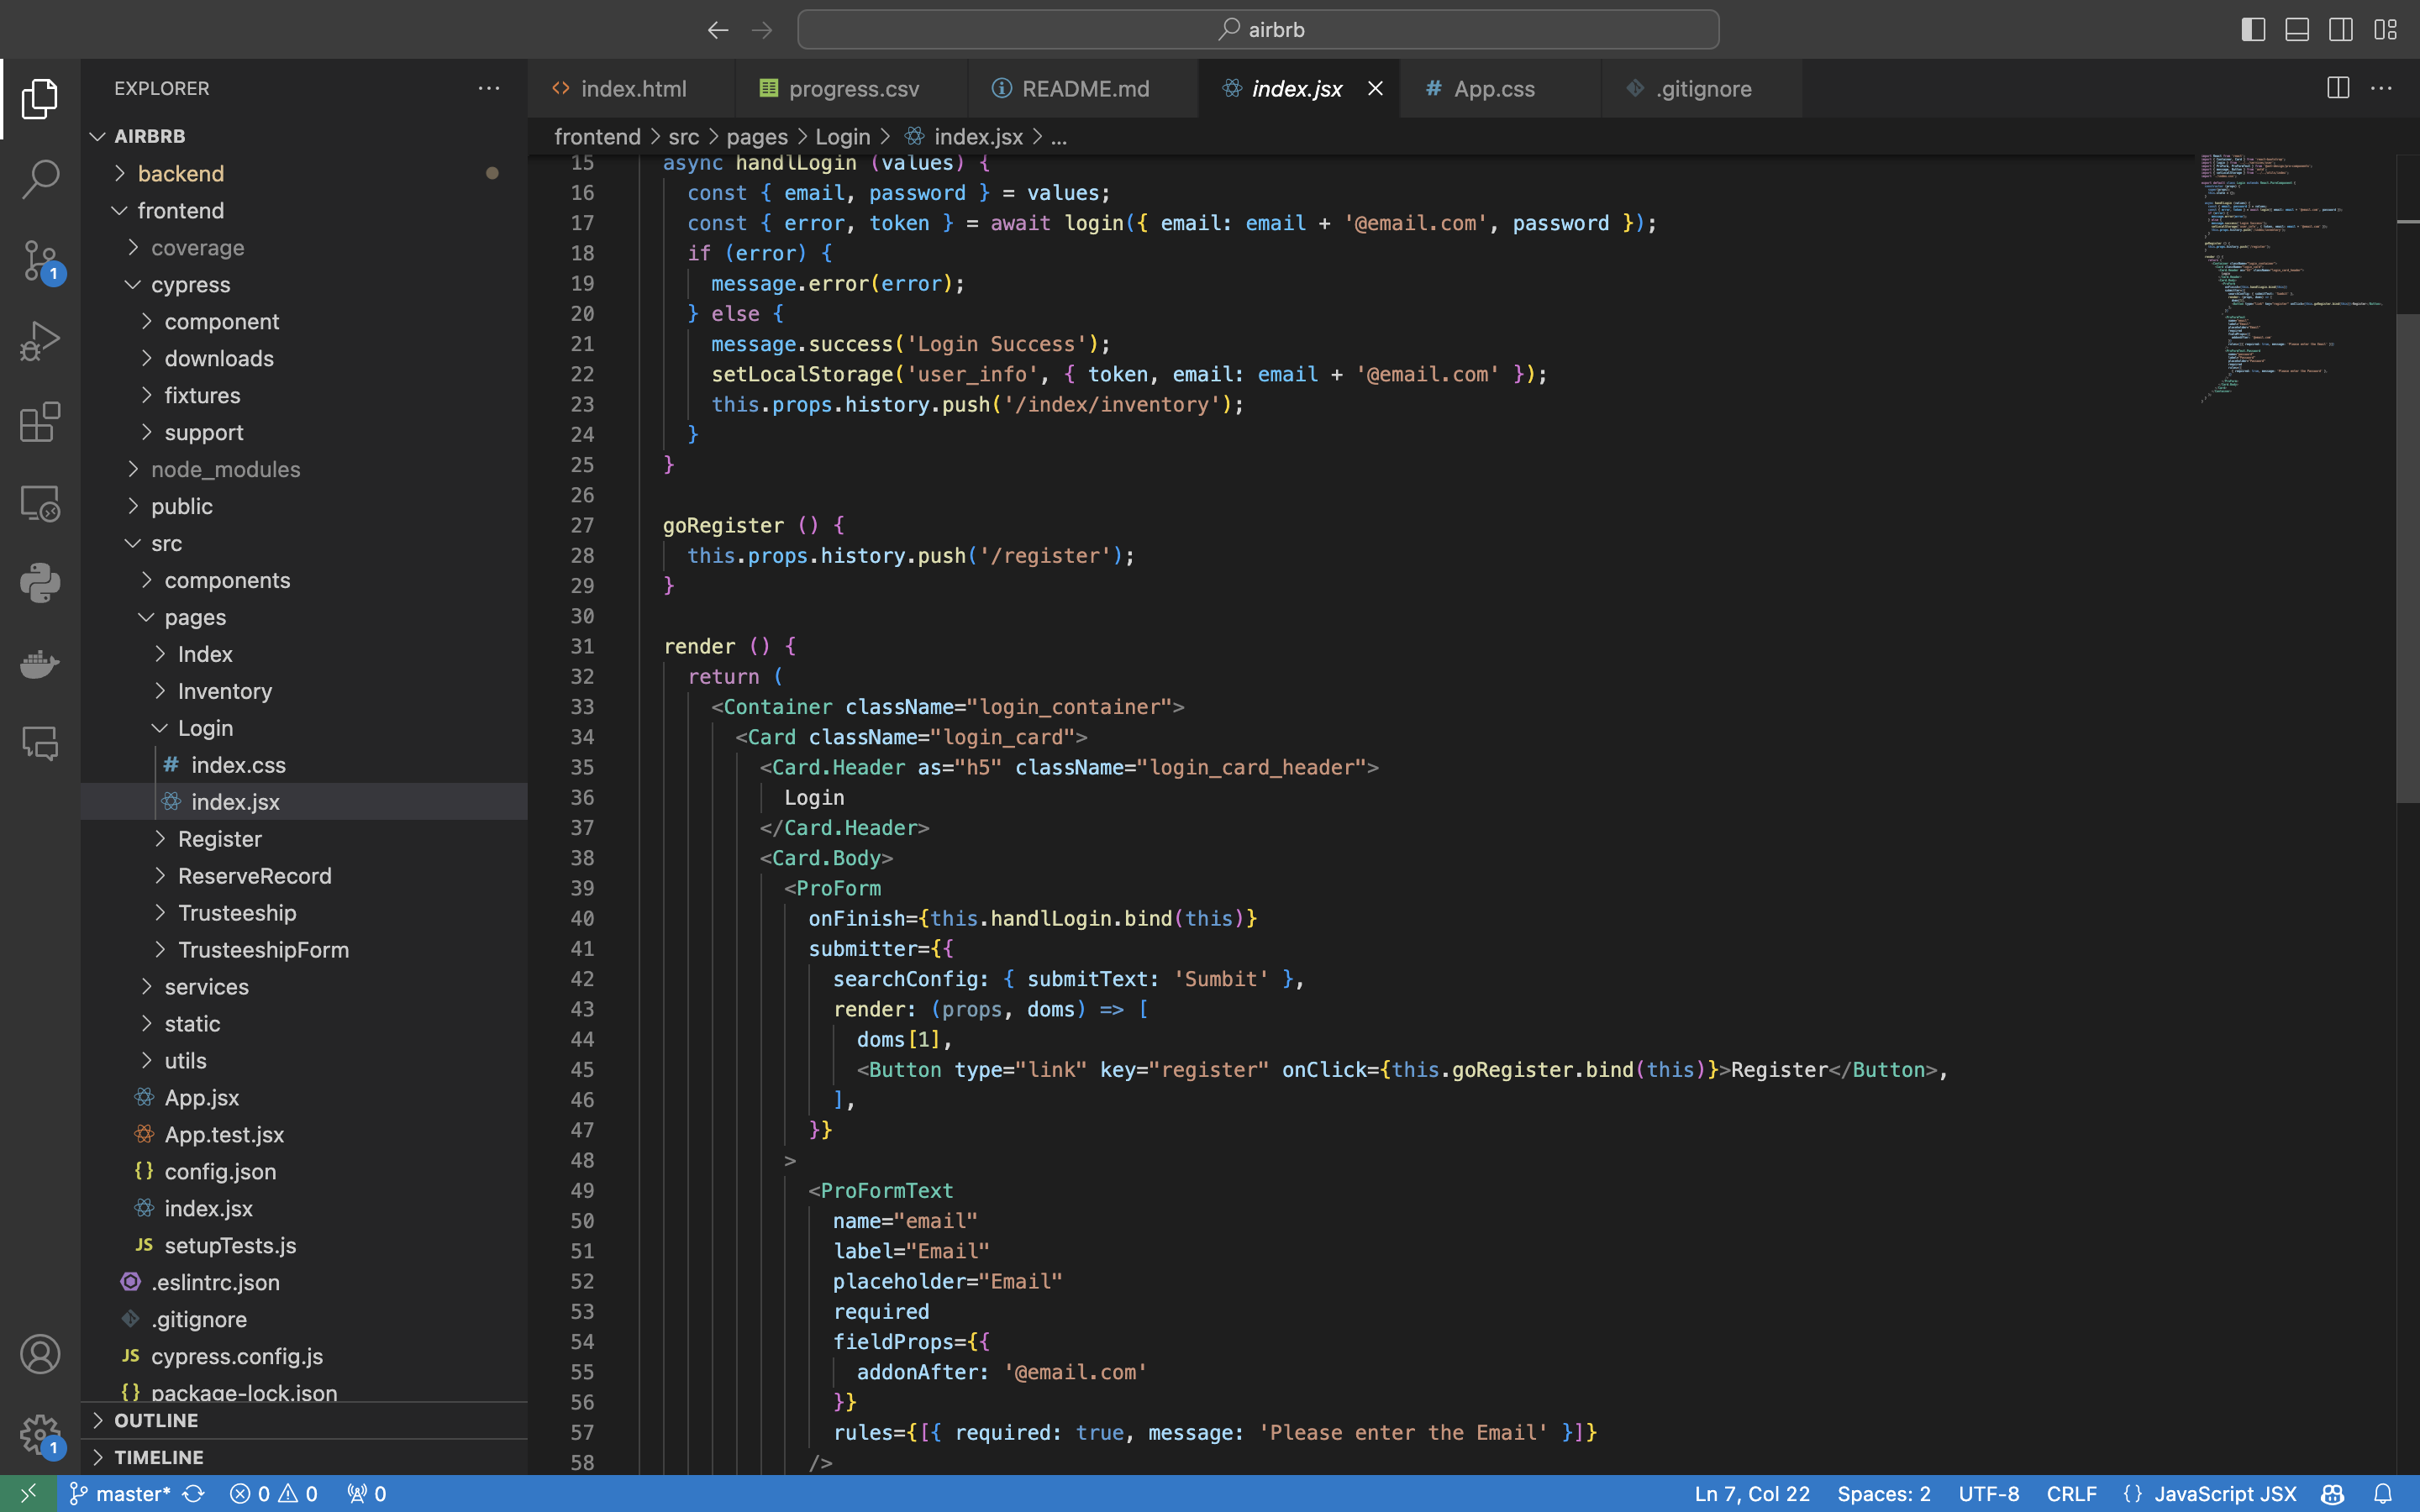 airbrb
EXPLORER
AIRBRB
backend
frontend
coverage
cypress
component
downloads
fixtures
support
node_modules
public
src
components
pages
Index
Inventory
Login
# index.css
index.jsx
Register
ReserveRecord
Trusteeship
TrusteeshipForm
services
static
utils
App.jsx
App.test.jsx
{} config.json
index.jsx
JS setupTests.js
.eslintrc.json
.gitignore
JS cypress.config.js
{} package-lock.json
OUTLINE
TIMELINE
1
1
index.html
progress.csv
README.md
index.jsx
# App.css
.gitignore
frontend > src > pages > Login > index.jsx > ...
15 async handlLogin (values) {
16 const { email, password } = values;
17 const { error, token } = await login({ email: email + '@email.com', password });
18 if (error) {
19 message.error(error);
20 } else {
21 message.success('Login Success');
22 setLocalStorage('user_info', { token, email: email + '@email.com' });
23 this.props.history.push('/index/inventory');
24 }
25 }
26
27 goRegister () {
28 this.props.history.push('/register');
29 }
30
31 render () {
32 return (
33 <Container className="login_container">
34 <Card className="login_card">
35 <Card.Header as="h5" className="login_card_header">
36 Login
37 </Card.Header>
38 <Card.Body>
39 <ProForm
40 onFinish={this.handlLogin.bind(this)}
41 submitter={{
42 searchConfig: { submitText: 'Sumbit' },
43 render: (props, doms) => [
44 doms[1],
45 <Button type="link" key="register" onClick={this.goRegister.bind(this)}>Register</Button>,
46 ],
47 }}
48 >
49 <ProFormText
50 name="email"
51 label="Email"
52 placeholder="Email"
53 required
54 fieldProps={{
55 addonAfter: '@email.com'
56 }}
57 rules={[{ required: true, message: 'Please enter the Email' }]}
58 />
master* 0 0 0 Ln 7, Col 22 Spaces: 2 UTF-8 CRLF {} JavaScript JSX